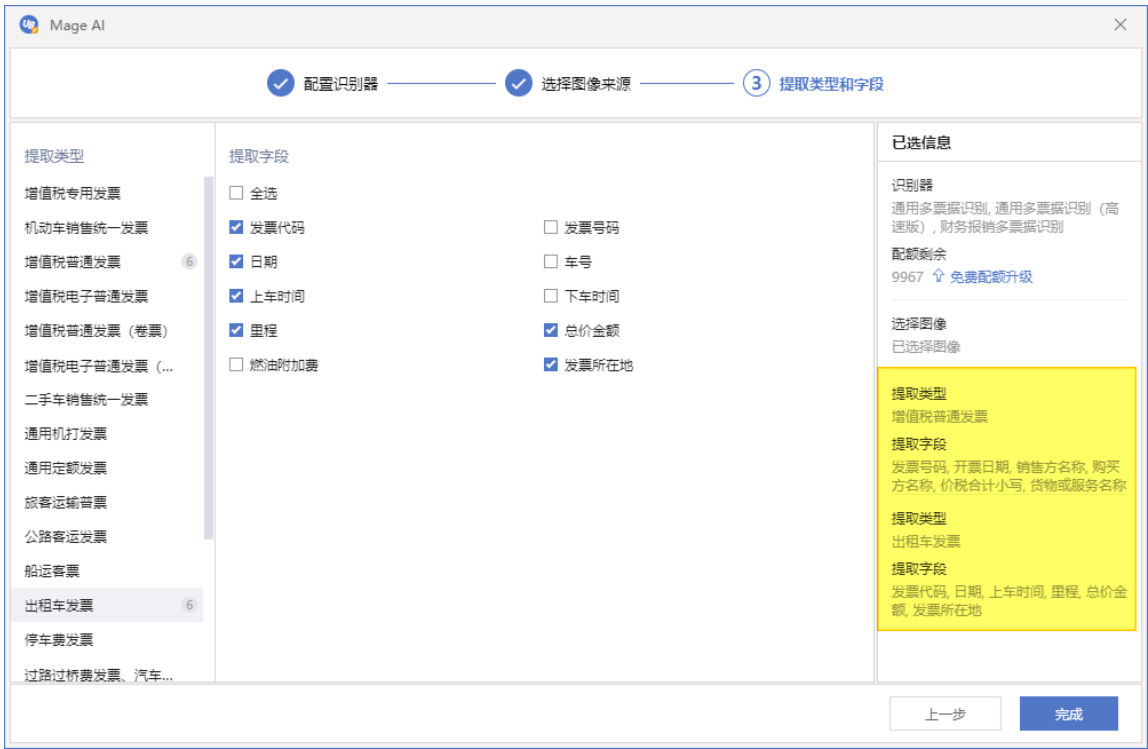 Mage AI
配置识别器
选择图像来源
3 提取类型和字段
提取类型
增值税专用发票
机动车销售统一发票
增值税普通发票 6
增值税电子普通发票
增值税普通发票（卷票）
增值税电子普通发票（...
二手车销售统一发票
通用机打发票
通用定额发票
旅客运输普票
公路客运发票
船运客票
出租车发票 6
停车费发票
过路过桥费发票、汽车...
提取字段
全选
发票代码 发票号码
日期 车号
上车时间 下车时间
里程 总价金额
燃油附加费 发票所在地
已选信息
识别器
通用多票据识别, 通用多票据识别（高
速版）, 财务报销多票据识别
配额剩余
9967 免费配额升级
选择图像
已选择图像
提取类型
增值税普通发票
提取字段
发票号码, 开票日期, 销售方名称, 购买
方名称, 价税合计小写, 货物或服务名称
提取类型
出租车发票
提取字段
发票代码, 日期, 上车时间, 里程, 总价金
额, 发票所在地
上一步 完成